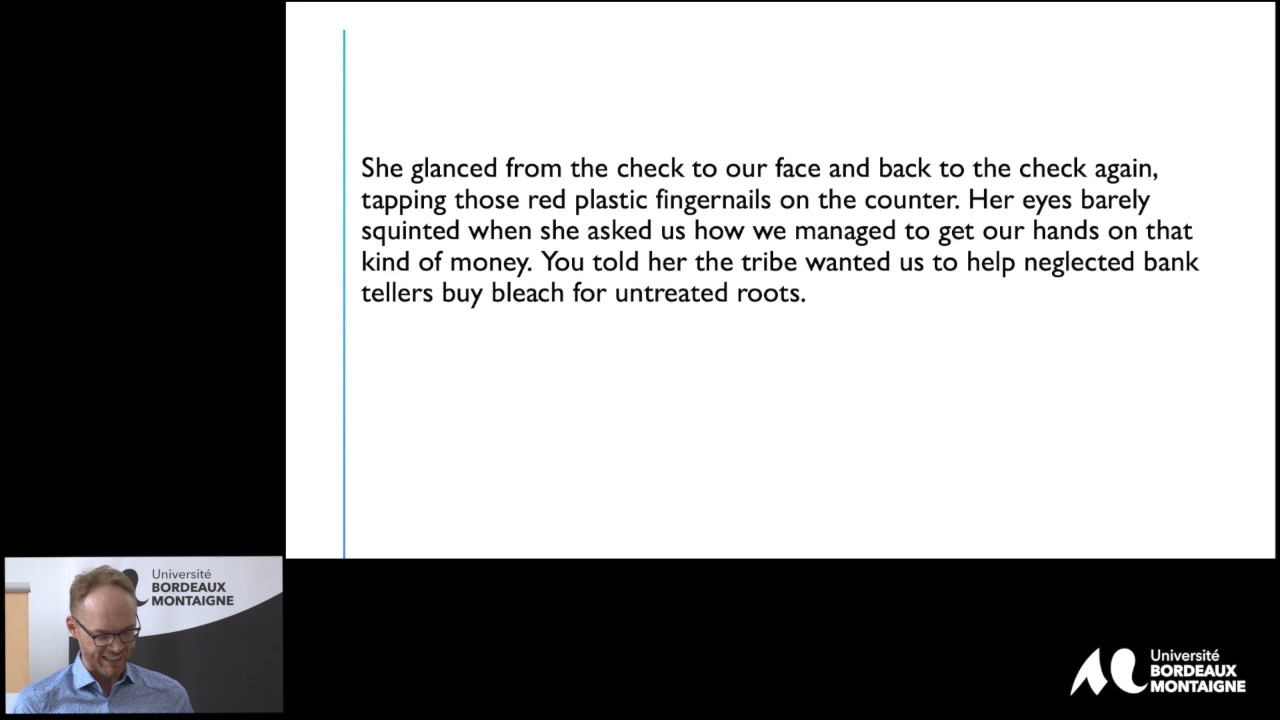 She glanced from the check to our face and back to the check again,
tapping those red plastic fingernails on the counter. Her eyes barely
squinted when she asked us how we managed to get our hands on that
kind of money. You told her the tribe wanted us to help neglected bank
tellers buy bleach for untreated roots.
Université
BORDEAUX
MONTAIGNE
Université
BORDEAUX
MONTAIGNE